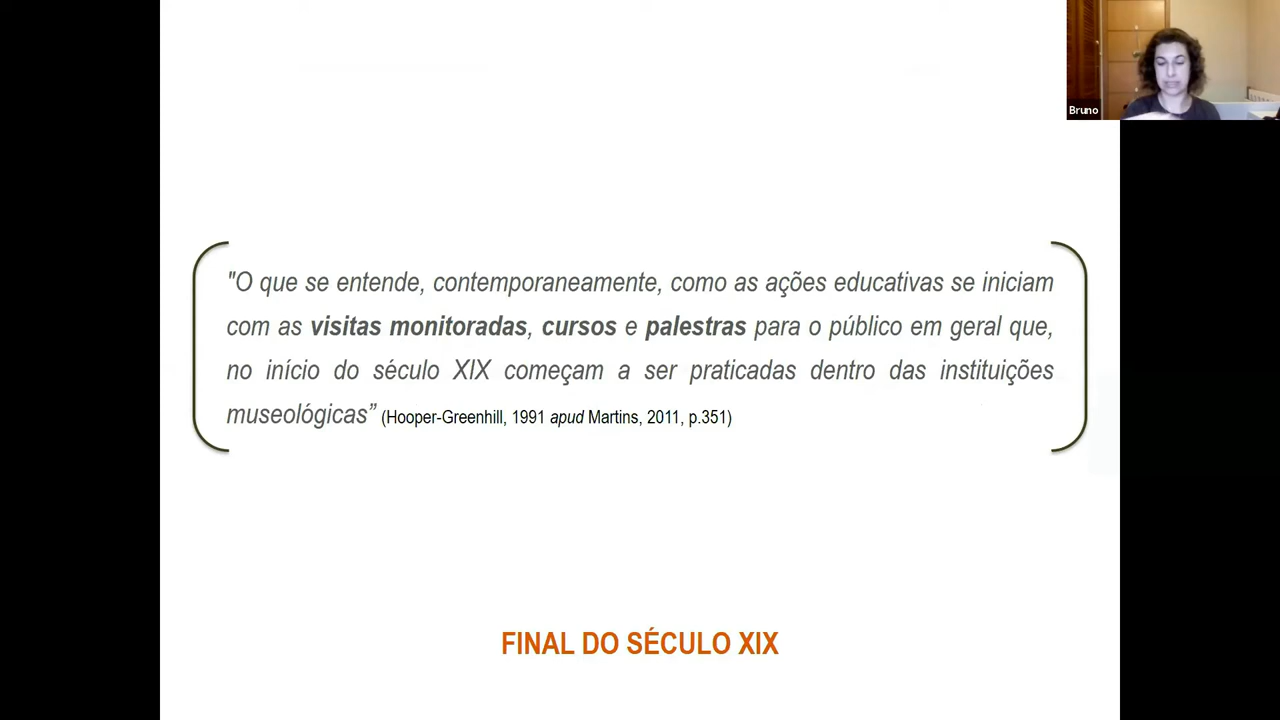 Bruno
"O que se entende, contemporaneamente, como as ações educativas se iniciam
com as visitas monitoradas, cursos e palestras para o público em geral que,
no início do século XIX começam a ser praticadas dentro das instituições
museológicas” (Hooper-Greenhill, 1991 apud Martins, 2011, p.351)
FINAL DO SÉCULO XIX